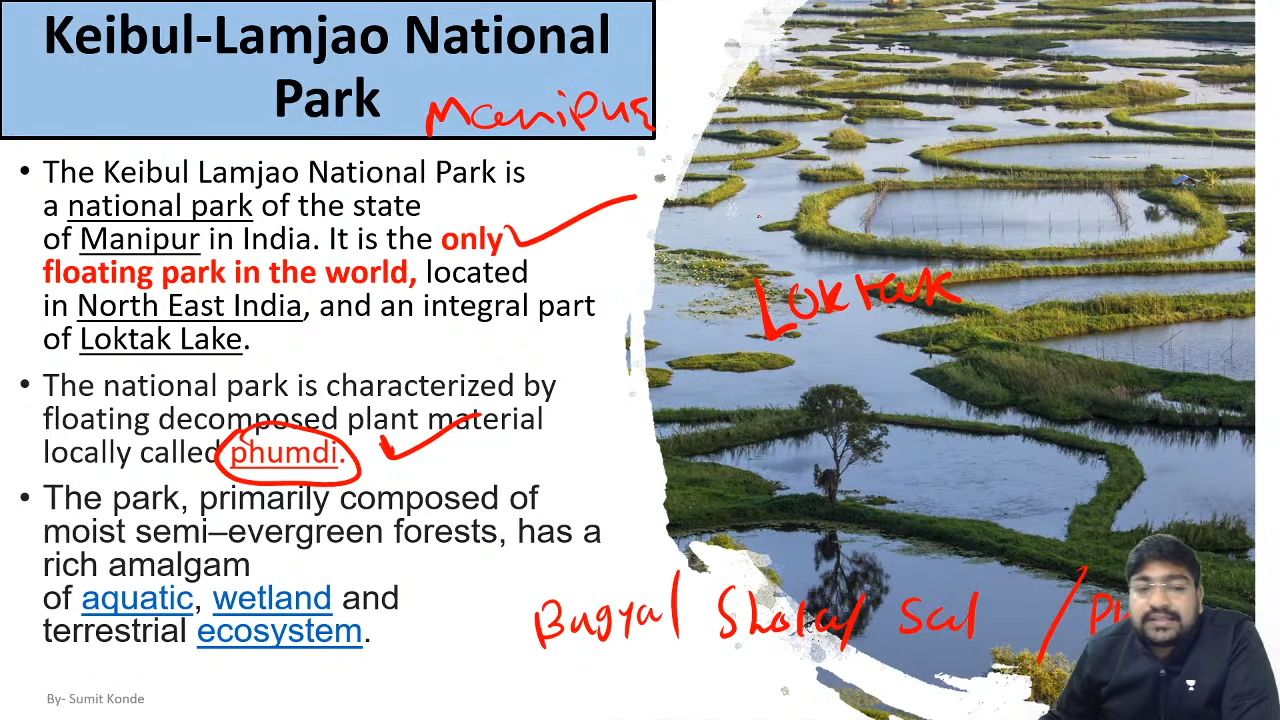 Keibul-Lamjao National
Park
Manipur
• The Keibul Lamjao National Park is
a national park of the state
of Manipur in India. It is the only
floating park in the world, located
in North East India, and an integral part
of Loktak Lake.
Loktak
• The national park is characterized by
floating decomposed plant material
locally called phumdi.
• The park, primarily composed of
moist semi–evergreen forests, has a
rich amalgam
of aquatic, wetland and
terrestrial ecosystem.
Bugyal / Sholas / Sal / Ph
By- Sumit Konde